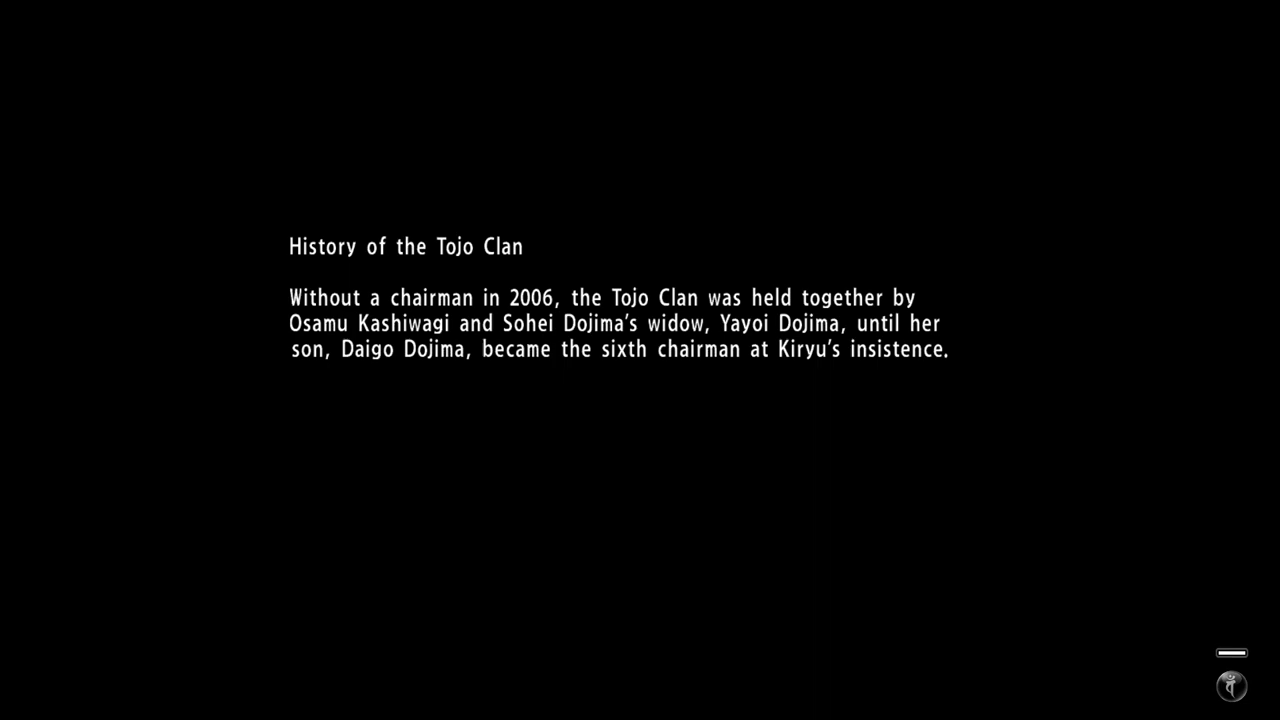 History of the Tojo Clan
Without a chairman in 2006, the Tojo Clan was held together by
Osamu Kashiwagi and Sohei Dojima's widow, Yayoi Dojima, until her
son, Daigo Dojima, became the sixth chairman at Kiryu's insistence.